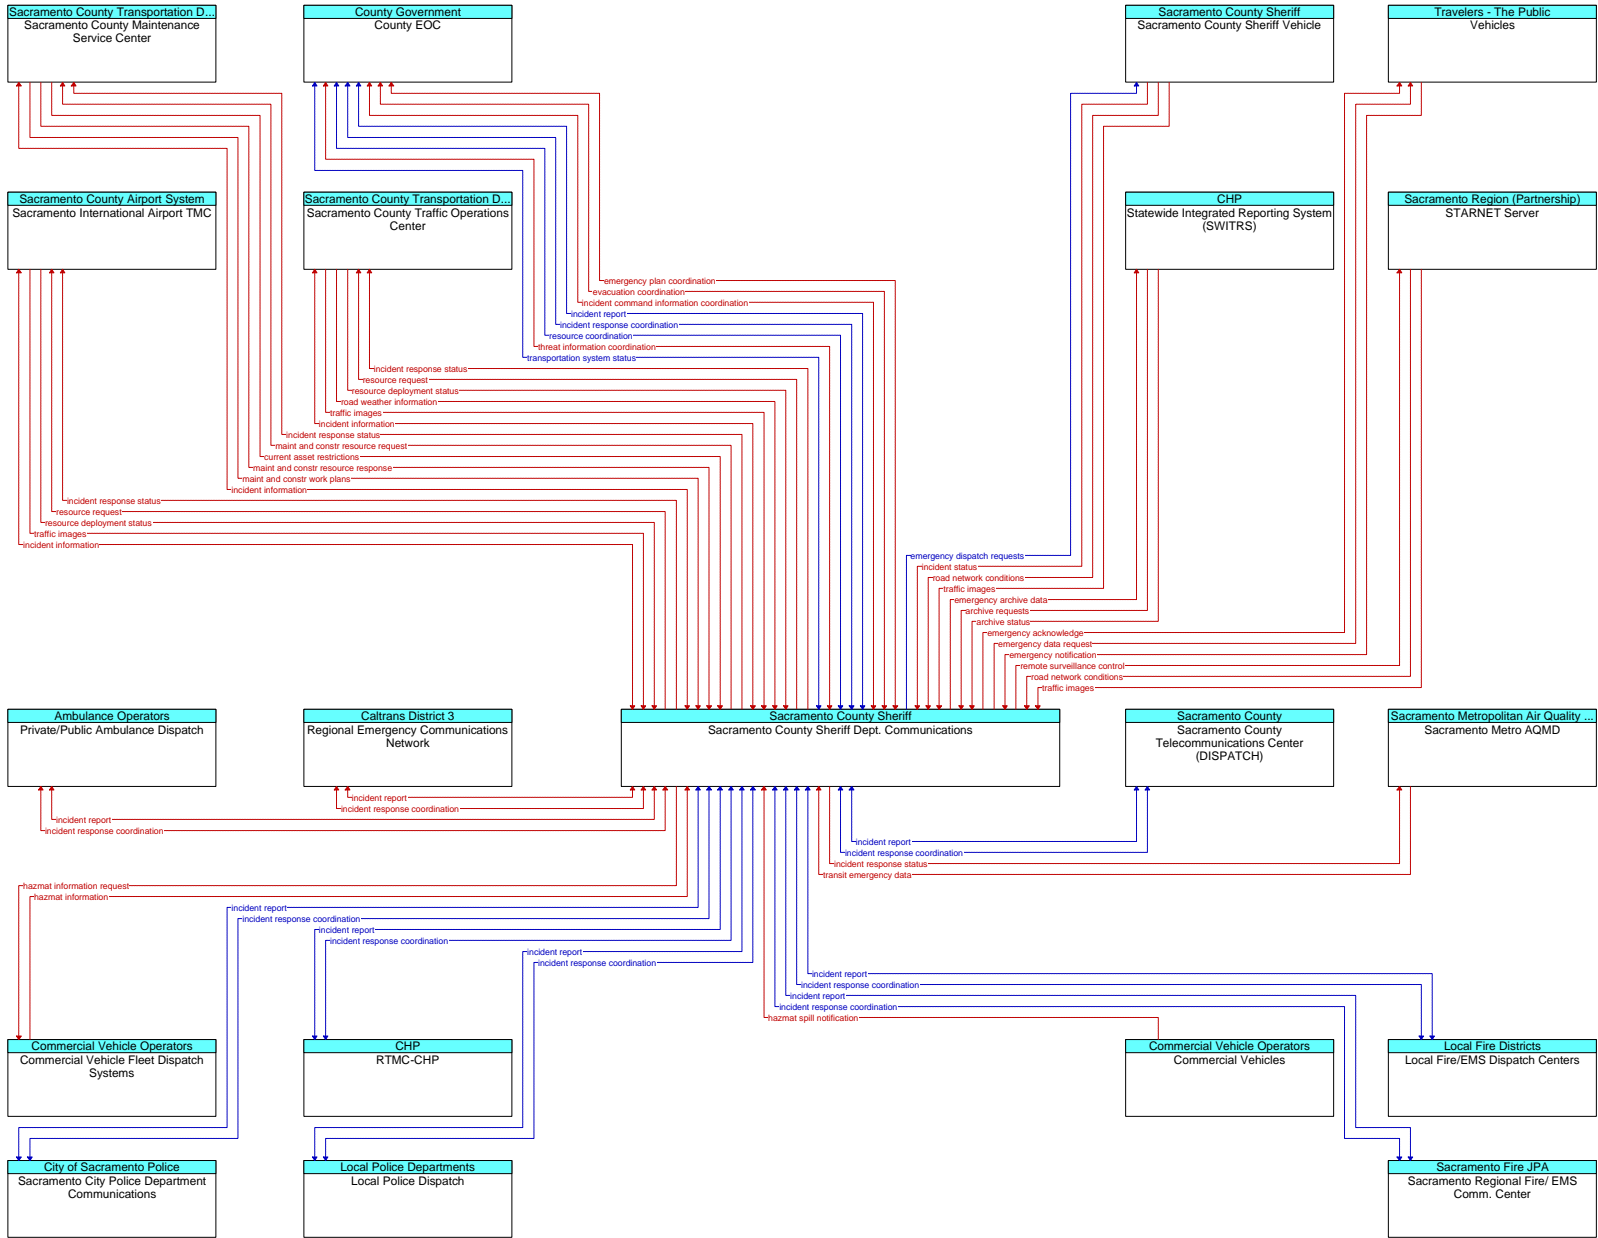 Sacramento County Transportation D...
Sacramento County Maintenance
Service Center
County Government
County EOC
Sacramento County Sheriff
Sacramento County Sheriff Vehicle
Travelers - The Public
Vehicles
Sacramento County Airport System
Sacramento International Airport TMC
Sacramento County Transportation D...
Sacramento County Traffic Operations
Center
CHP
Statewide Integrated Reporting System
(SWITRS)
Sacramento Region (Partnership)
STARNET Server
emergency plan coordination
evacuation coordination
incident command information coordination
incident report
incident response coordination
resource coordination
threat information coordination
transportation system status
incident response status
resource request
resource deployment status
road weather information
traffic images
incident information
incident response status
maint and constr resource request
current asset restrictions
maint and constr resource response
maint and constr work plans
incident information
incident response status
resource request
resource deployment status
traffic images
incident information
emergency dispatch requests
incident status
road network conditions
traffic images
emergency archive data
archive requests
archive status
emergency acknowledge
emergency data request
emergency notification
remote surveillance control
road network conditions
traffic images
Ambulance Operators
Private/Public Ambulance Dispatch
Caltrans District 3
Regional Emergency Communications
Network
Sacramento County Sheriff
Sacramento County Sheriff Dept. Communications
Sacramento County
Sacramento County
Telecommunications Center
(DISPATCH)
Sacramento Metropolitan Air Quality ...
Sacramento Metro AQMD
incident report
incident response coordination
incident report
incident response coordination
incident report
incident response coordination
incident response status
transit emergency data
hazmat information request
hazmat information
incident report
incident response coordination
incident report
incident response coordination
incident report
incident response coordination
incident report
incident response coordination
incident report
incident response coordination
hazmat spill notification
Commercial Vehicle Operators
Commercial Vehicle Fleet Dispatch
Systems
CHP
RTMC-CHP
Commercial Vehicle Operators
Commercial Vehicles
Local Fire Districts
Local Fire/EMS Dispatch Centers
City of Sacramento Police
Sacramento City Police Department
Communications
Local Police Departments
Local Police Dispatch
Sacramento Fire JPA
Sacramento Regional Fire/ EMS
Comm. Center